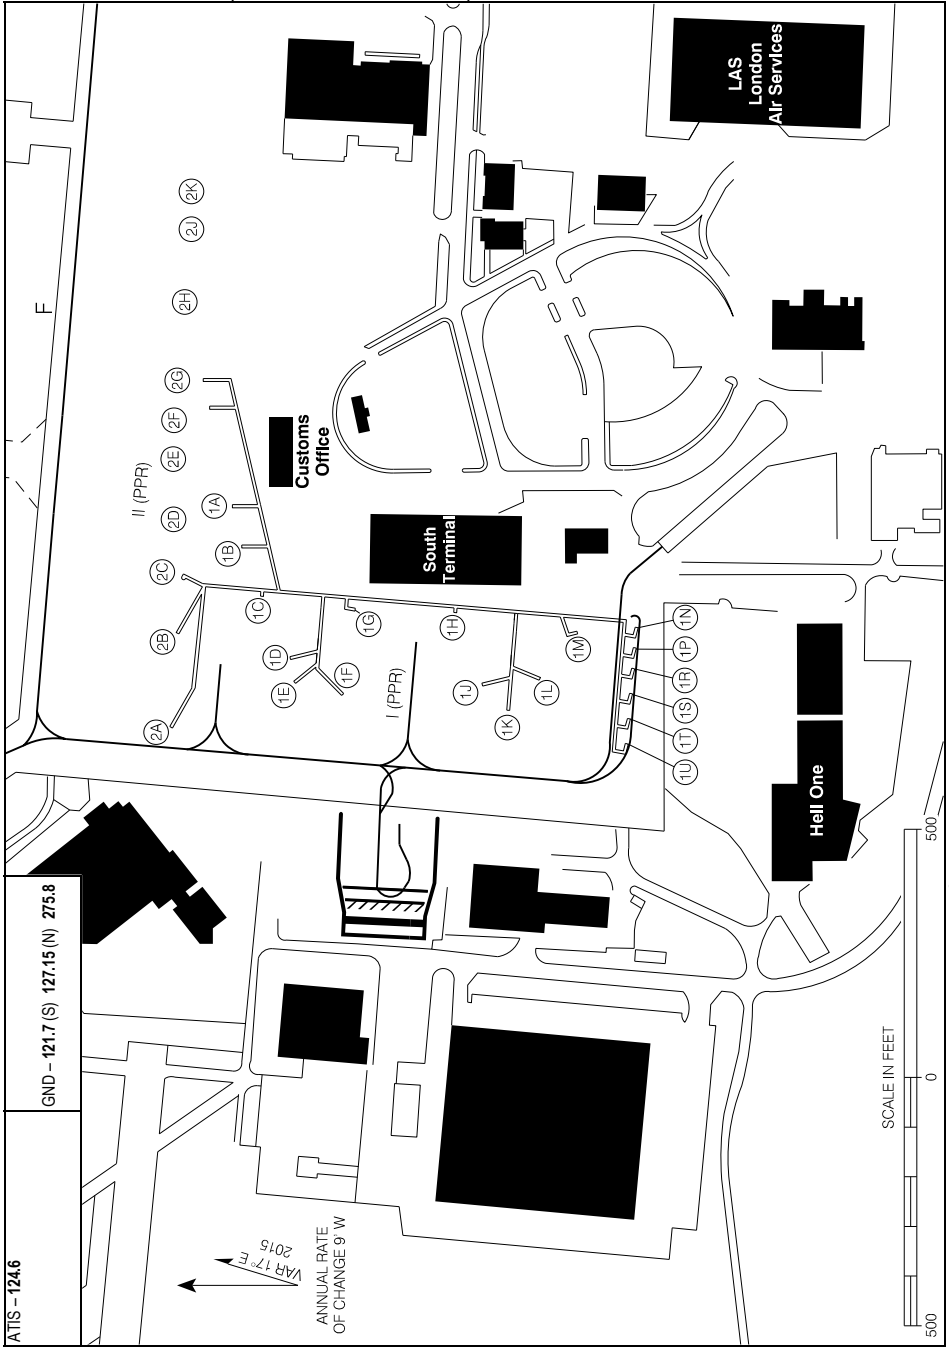 ATIS – 124.6
GND – 121.7 (S) 127.15 (N) 275.8
F
2K
2J
2H
2G
2F
2E
2D
II (PPR)
1A
1B
2C
2B
2A
1C
1D
1E
1F
1G
1H
I (PPR)
1J
1K
1L
1M
1N
1P
1R
1S
1T
1U
LAS
London
Air Services
Customs
Office
South
Terminal
Heli One
VAR 17° E
2015
ANNUAL RATE
OF CHANGE 9' W
SCALE IN FEET
500
0
500